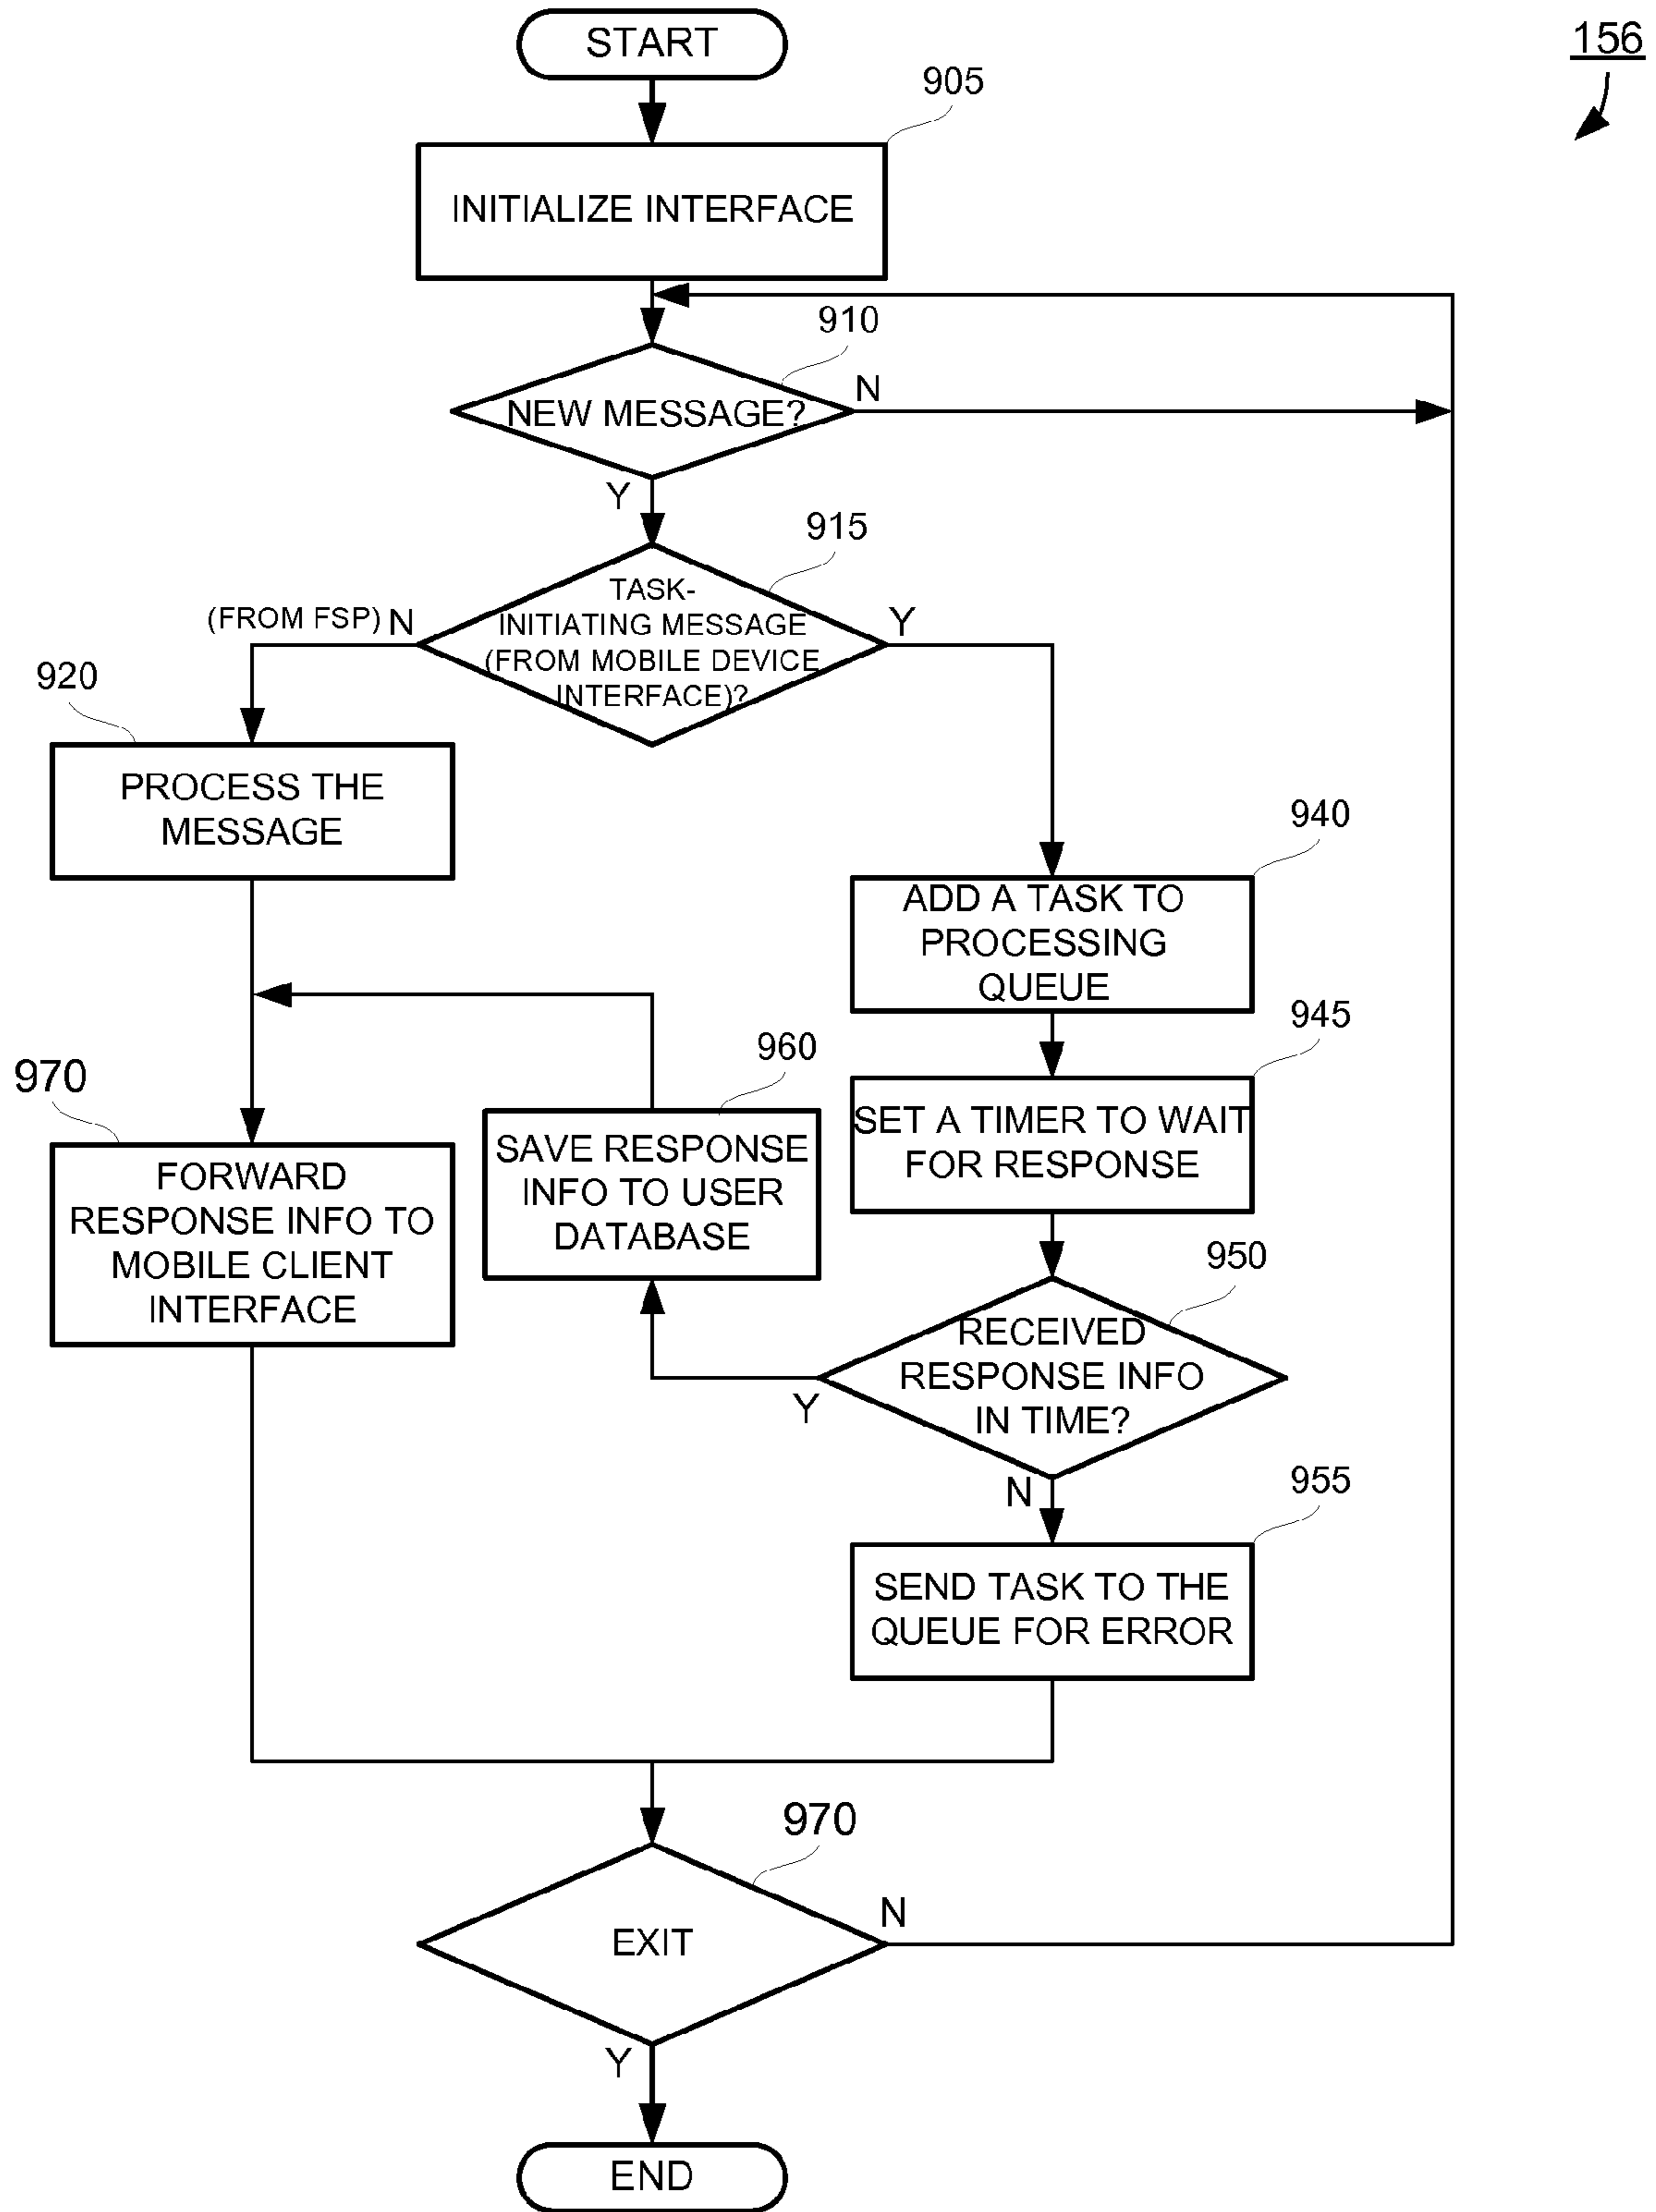 START
156
905
INITIALIZE INTERFACE
910
NEW MESSAGE?
N
Y
915
TASK-
INITIATING MESSAGE
(FROM MOBILE DEVICE
INTERFACE)?
(FROM FSP) N
Y
920
PROCESS THE
MESSAGE
940
ADD A TASK TO
PROCESSING
QUEUE
945
SET A TIMER TO WAIT
FOR RESPONSE
960
SAVE RESPONSE
INFO TO USER
DATABASE
970
FORWARD
RESPONSE INFO TO
MOBILE CLIENT
INTERFACE
950
RECEIVED
RESPONSE INFO
IN TIME?
Y
N
955
SEND TASK TO THE
QUEUE FOR ERROR
970
EXIT
N
Y
END